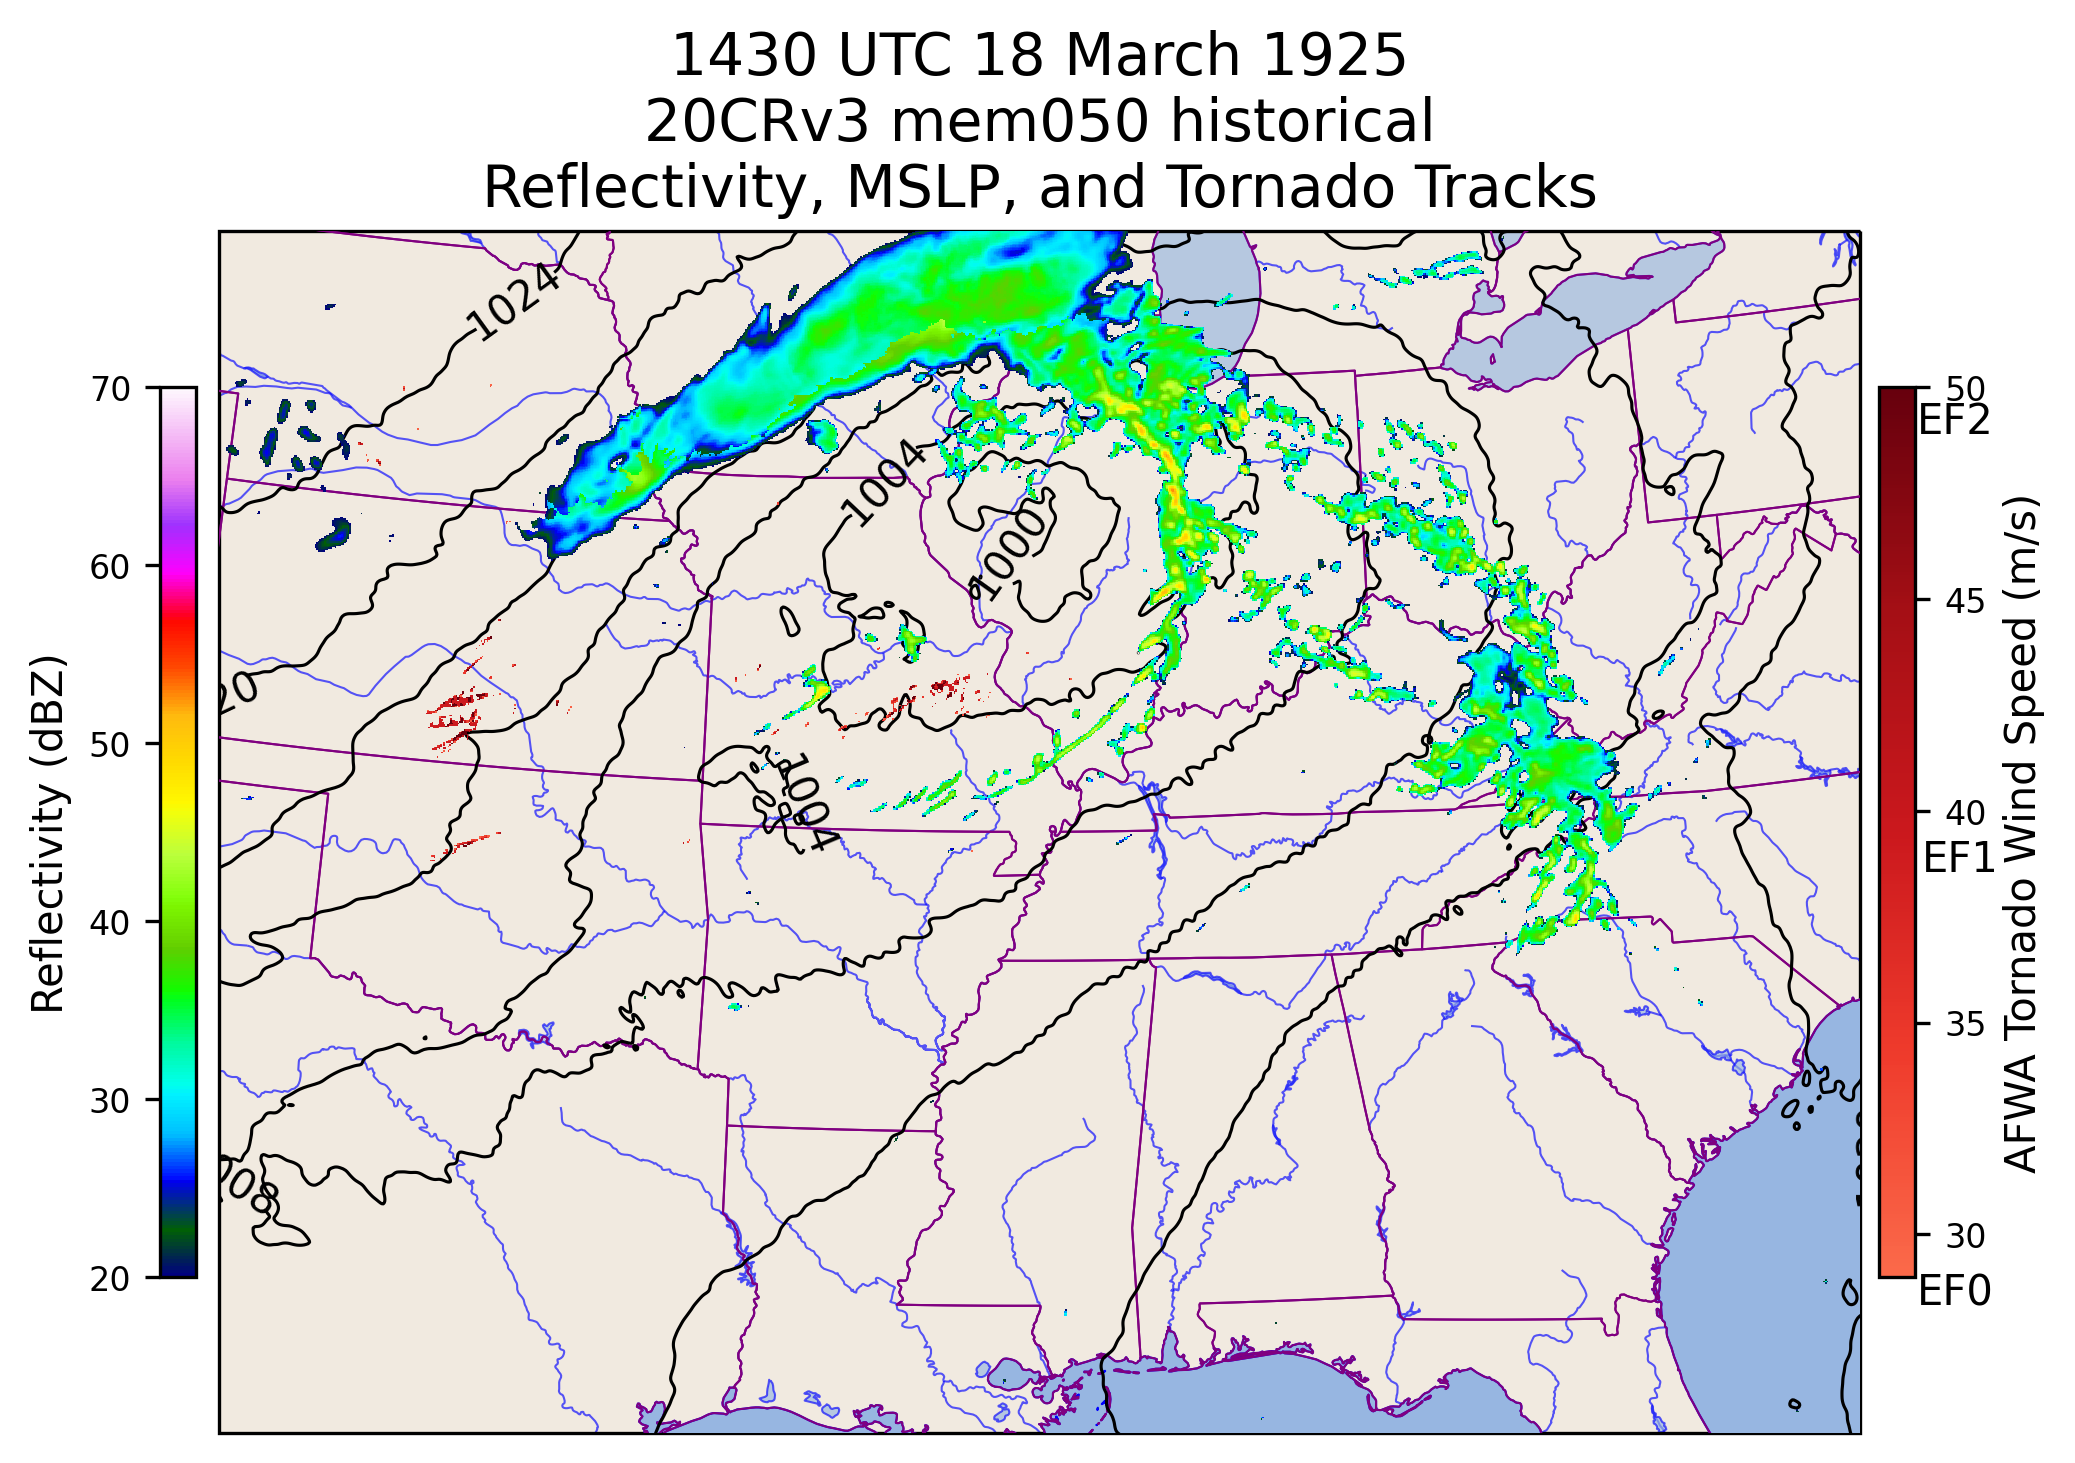 1430 UTC 18 March 1925
20CRv3 mem050 historical
Reflectivity, MSLP, and Tornado Tracks
1024
1004
1000
20
1004
08
70
60
50
40
30
20
Reflectivity (dBZ)
50
EF2
45
40
EF1
35
30
EF0
AFWA Tornado Wind Speed (m/s)